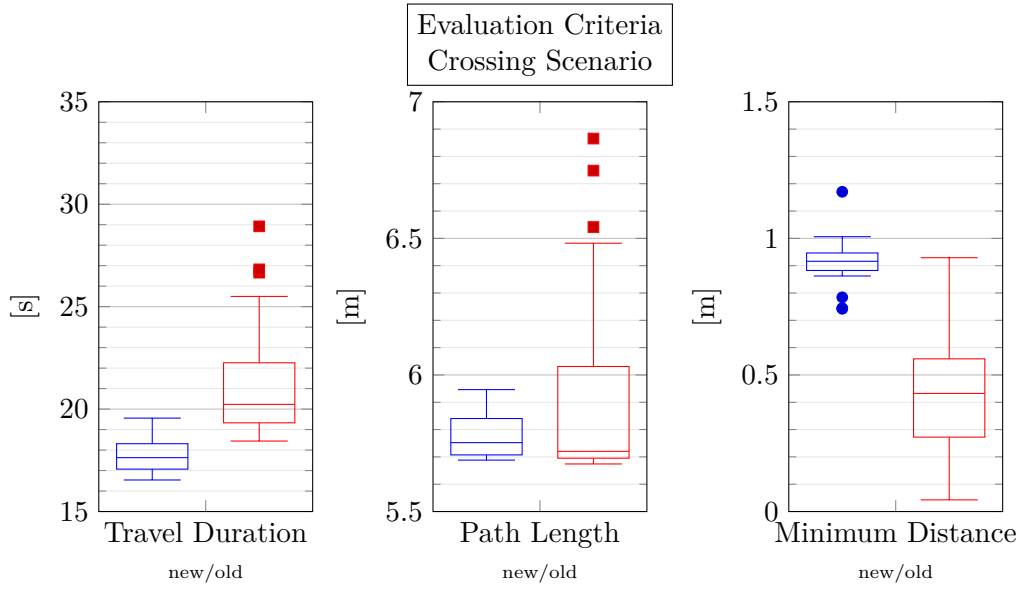 Evaluation Criteria
Crossing Scenario
35
30
25
20
15
[s]
Travel Duration
new/old
7
6.5
6
5.5
[m]
Path Length
new/old
1.5
1
0.5
0
[m]
Minimum Distance
new/old